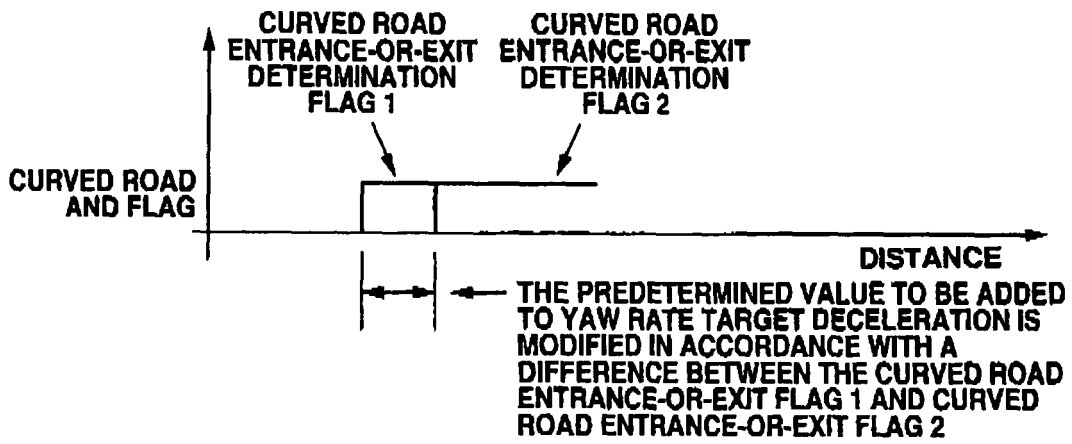 CURVED ROAD
ENTRANCE-OR-EXIT
DETERMINATION
FLAG 1
CURVED ROAD
ENTRANCE-OR-EXIT
DETERMINATION
FLAG 2
CURVED ROAD
AND FLAG
DISTANCE
THE PREDETERMINED VALUE TO BE ADDED
TO YAW RATE TARGET DECELERATION IS
MODIFIED IN ACCORDANCE WITH A
DIFFERENCE BETWEEN THE CURVED ROAD
ENTRANCE-OR-EXIT FLAG 1 AND CURVED
ROAD ENTRANCE-OR-EXIT FLAG 2